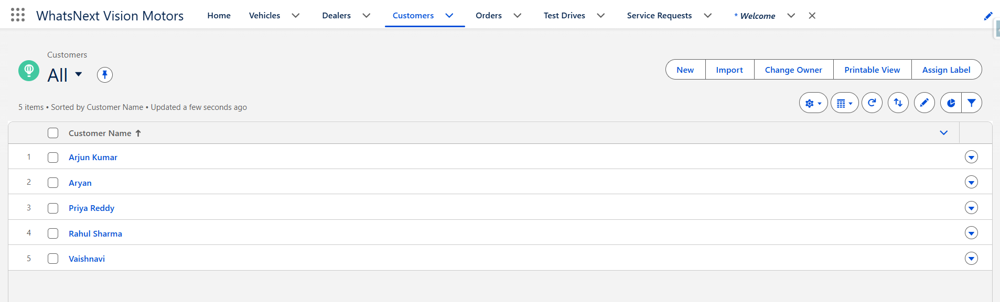 WhatsNext Vision Motors Home Vehicles Dealers Customers Orders Test Drives Service Requests * Welcome
Customers
All
New Import Change Owner Printable View Assign Label
5 items • Sorted by Customer Name • Updated a few seconds ago
Customer Name
1 Arjun Kumar
2 Aryan
3 Priya Reddy
4 Rahul Sharma
5 Vaishnavi